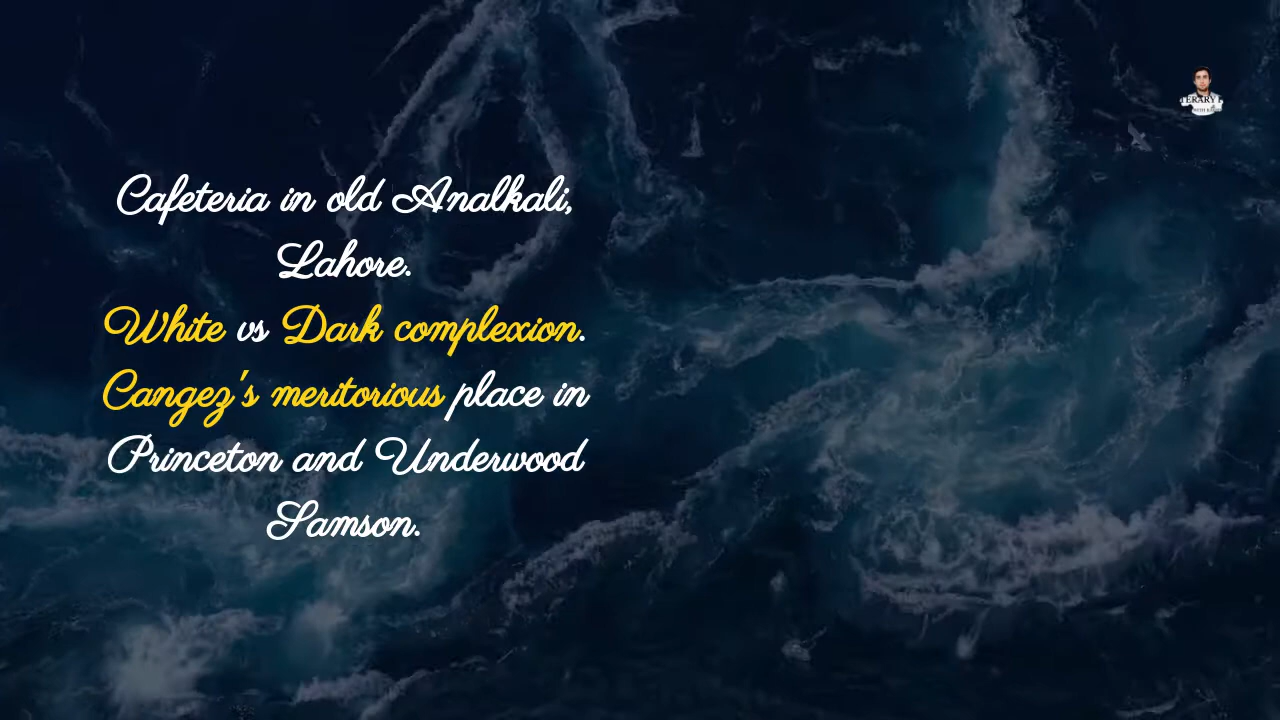 Cafeteria in old Analkali,
Lahore.
White vs Dark complexion.
Cangez's meritorious place in
Princeton and Underwood
Samson.